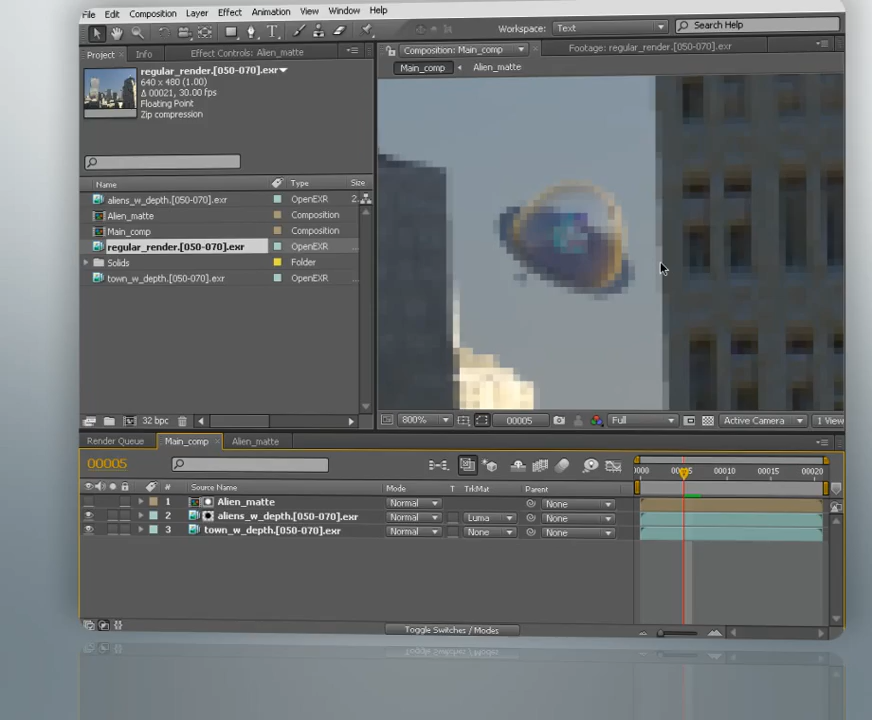 File Edit Composition Layer Effect Animation View Window Help
Workspace: Text Search Help
Project Info Effect Controls: Alien_matte
Composition: Main_comp Footage: regular_render.[050-070].exr
Main_comp Alien_matte
regular_render.[050-070].exr
640 x 480 (1.00)
Δ 00021, 30.00 fps
Floating Point
Zip compression
Name Type Size
aliens_w_depth.[050-070].exr OpenEXR 2...
Alien_matte Composition
Main_comp Composition
regular_render.[050-070].exr OpenEXR ...
Solids Folder
town_w_depth.[050-070].exr OpenEXR ...
32 bpc
800% 00005 Full Active Camera 1 View
Render Queue Main_comp Alien_matte
00005
0000 00005 00010 00015 00020
# Source Name Mode T TrkMat Parent
1 Alien_matte Normal None
2 aliens_w_depth.[050-070].exr Normal Luma None
3 town_w_depth.[050-070].exr Normal None None
Toggle Switches / Modes